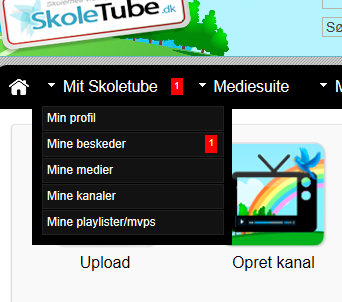 SkoleTube.dk
Sø
Mit Skoletube 1 Mediesuite M
Min profil
Mine beskeder 1
Mine medier
Mine kanaler
Mine playlister/mvps
Upload Opret kanal